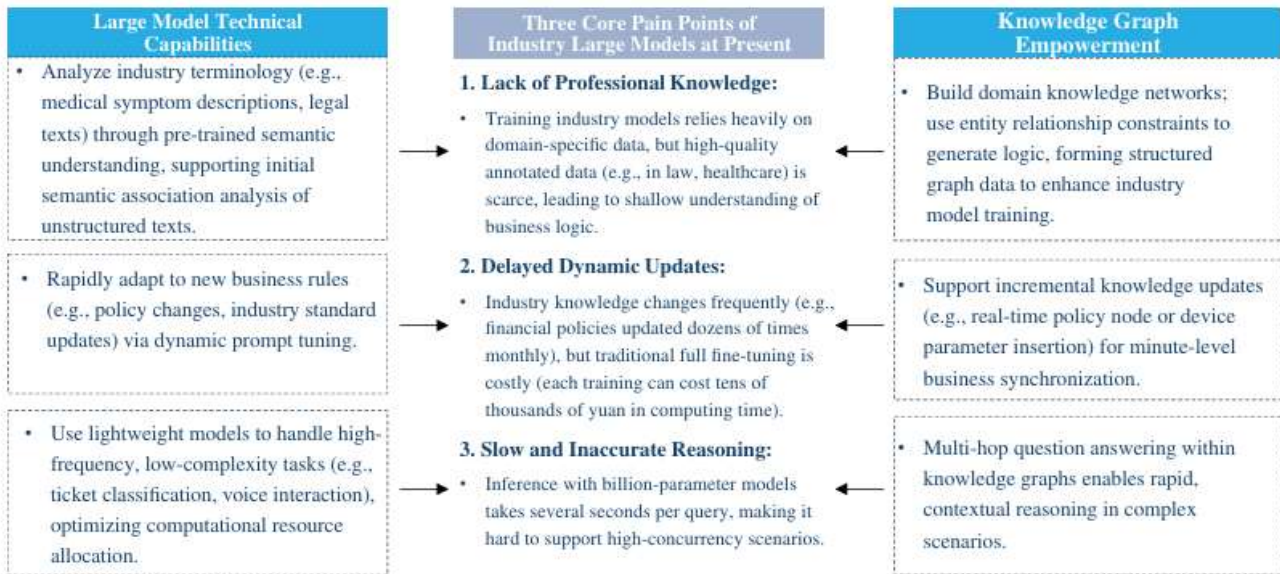 Large Model Technical
Capabilities
• Analyze industry terminology (e.g.,
medical symptom descriptions, legal
texts) through pre-trained semantic
understanding, supporting initial
semantic association analysis of
unstructured texts.
• Rapidly adapt to new business rules
(e.g., policy changes, industry standard
updates) via dynamic prompt tuning.
• Use lightweight models to handle high-
frequency, low-complexity tasks (e.g.,
ticket classification, voice interaction),
optimizing computational resource
allocation.
Three Core Pain Points of
Industry Large Models at Present
1. Lack of Professional Knowledge:
• Training industry models relies heavily on
domain-specific data, but high-quality
annotated data (e.g., in law, healthcare) is
scarce, leading to shallow understanding of
business logic.
2. Delayed Dynamic Updates:
• Industry knowledge changes frequently (e.g.,
financial policies updated dozens of times
monthly), but traditional full fine-tuning is
costly (each training can cost tens of
thousands of yuan in computing time).
3. Slow and Inaccurate Reasoning:
• Inference with billion-parameter models
takes several seconds per query, making it
hard to support high-concurrency scenarios.
Knowledge Graph
Empowerment
• Build domain knowledge networks;
use entity relationship constraints to
generate logic, forming structured
graph data to enhance industry
model training.
• Support incremental knowledge updates
(e.g., real-time policy node or device
parameter insertion) for minute-level
business synchronization.
• Multi-hop question answering within
knowledge graphs enables rapid,
contextual reasoning in complex
scenarios.